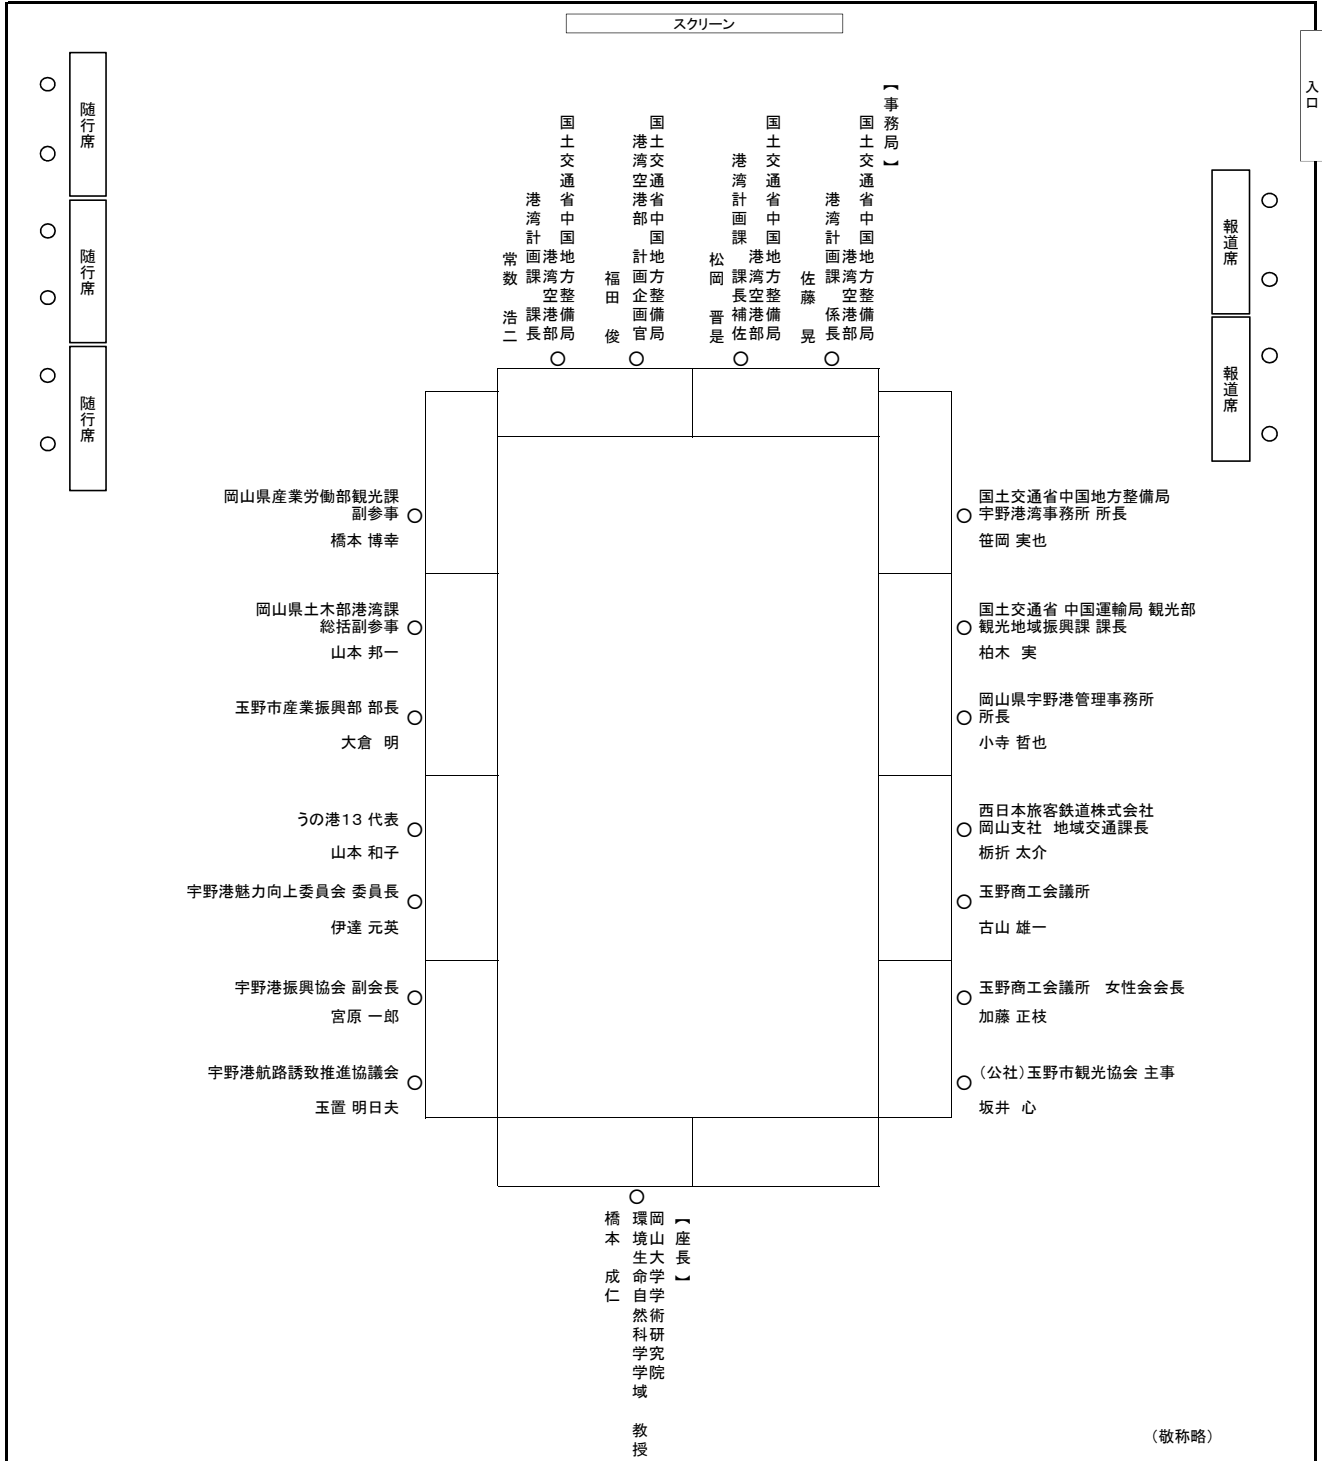 スクリーン
入口
随行席
随行席
随行席
報道席
報道席
【事務局】
国土交通省中国地方整備局
港湾空港部
港湾計画課 係長
佐藤 晃
国土交通省中国地方整備局
港湾空港部
港湾計画課 課長補佐
松岡 晋是
国土交通省中国地方整備局
港湾空港部 計画企画官
福田 俊
国土交通省中国地方整備局
港湾空港部
港湾計画課 課長
常数 浩二
岡山県産業労働部観光課
副参事
橋本 博幸
岡山県土木部港湾課
総括副参事
山本 邦一
玉野市産業振興部 部長
大倉 明
うの港13 代表
山本 和子
宇野港魅力向上委員会 委員長
伊達 元英
宇野港振興協会 副会長
宮原 一郎
宇野港航路誘致推進協議会
玉置 明日夫
国土交通省中国地方整備局
宇野港湾事務所 所長
笹岡 実也
国土交通省 中国運輸局 観光部
観光地域振興課 課長
柏木 実
岡山県宇野港管理事務所
所長
小寺 哲也
西日本旅客鉄道株式会社
岡山支社 地域交通課長
栃折 太介
玉野商工会議所
古山 雄一
玉野商工会議所 女性会会長
加藤 正枝
(公社)玉野市観光協会 主事
坂井 心
【座長】
岡山大学学術研究院
環境生命自然科学学域 教授
橋本 成仁
(敬称略)